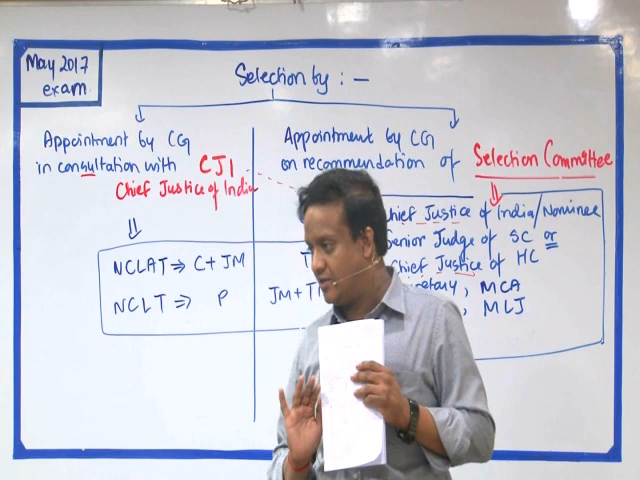 May 2017
exam
Selection by : —
Appointment by CG
in consultation with CJI
Chief Justice of India
NCLAT ⇒ C + JM
NCLT ⇒ P
Appointment by CG
on recommendation of Selection Committee
Chief Justice of India/Nominee
Senior Judge of SC or
Chief Justice of HC
T
JM + T
, MCA
, MLJ